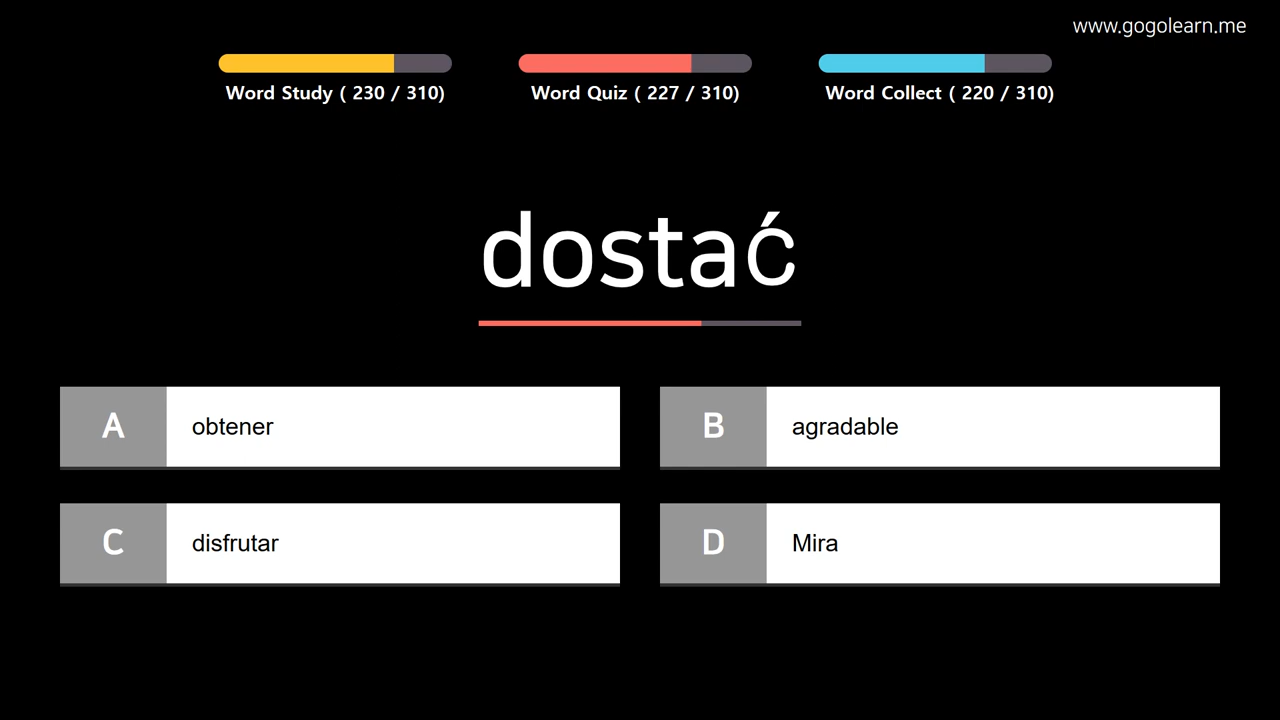 www.gogolearn.me
Word Study ( 230 / 310)
Word Quiz ( 227 / 310)
Word Collect ( 220 / 310)
dostać
A obtener
B agradable
C disfrutar
D Mira